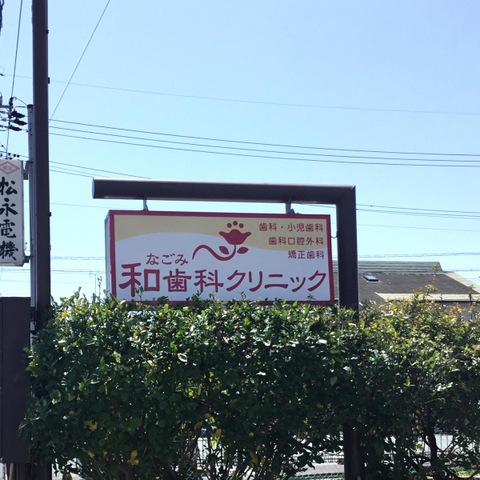 松永電機
歯科・小児歯科
歯科口腔外科
矯正歯科
なごみ
和歯科クリニック